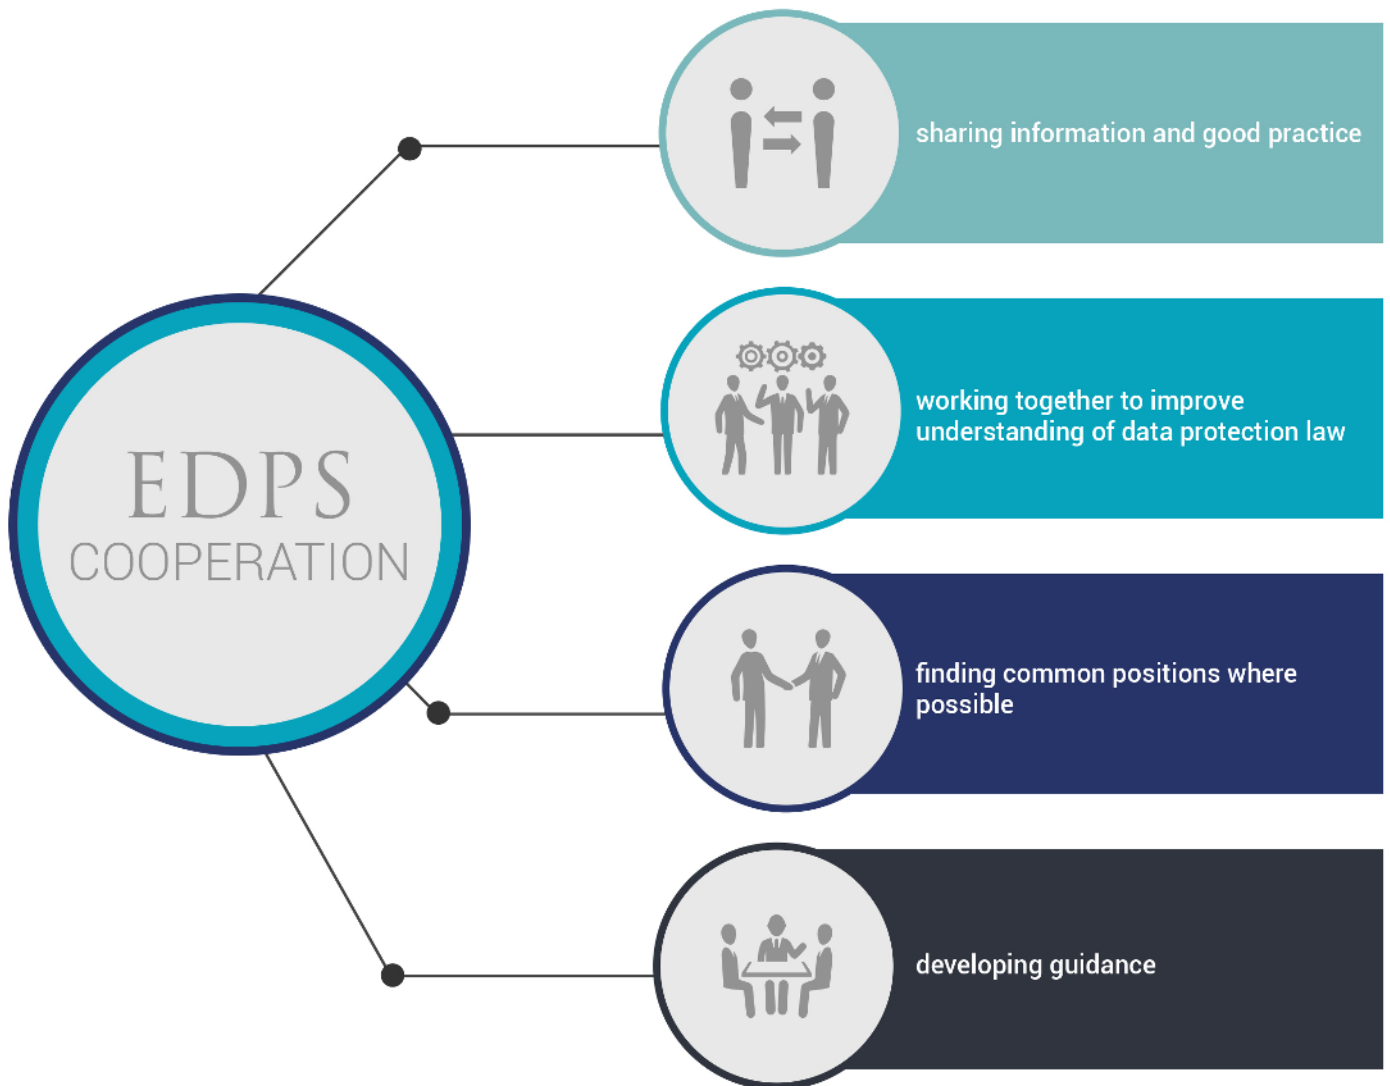 EDPS
COOPERATION
sharing information and good practice
working together to improve
understanding of data protection law
finding common positions where
possible
developing guidance